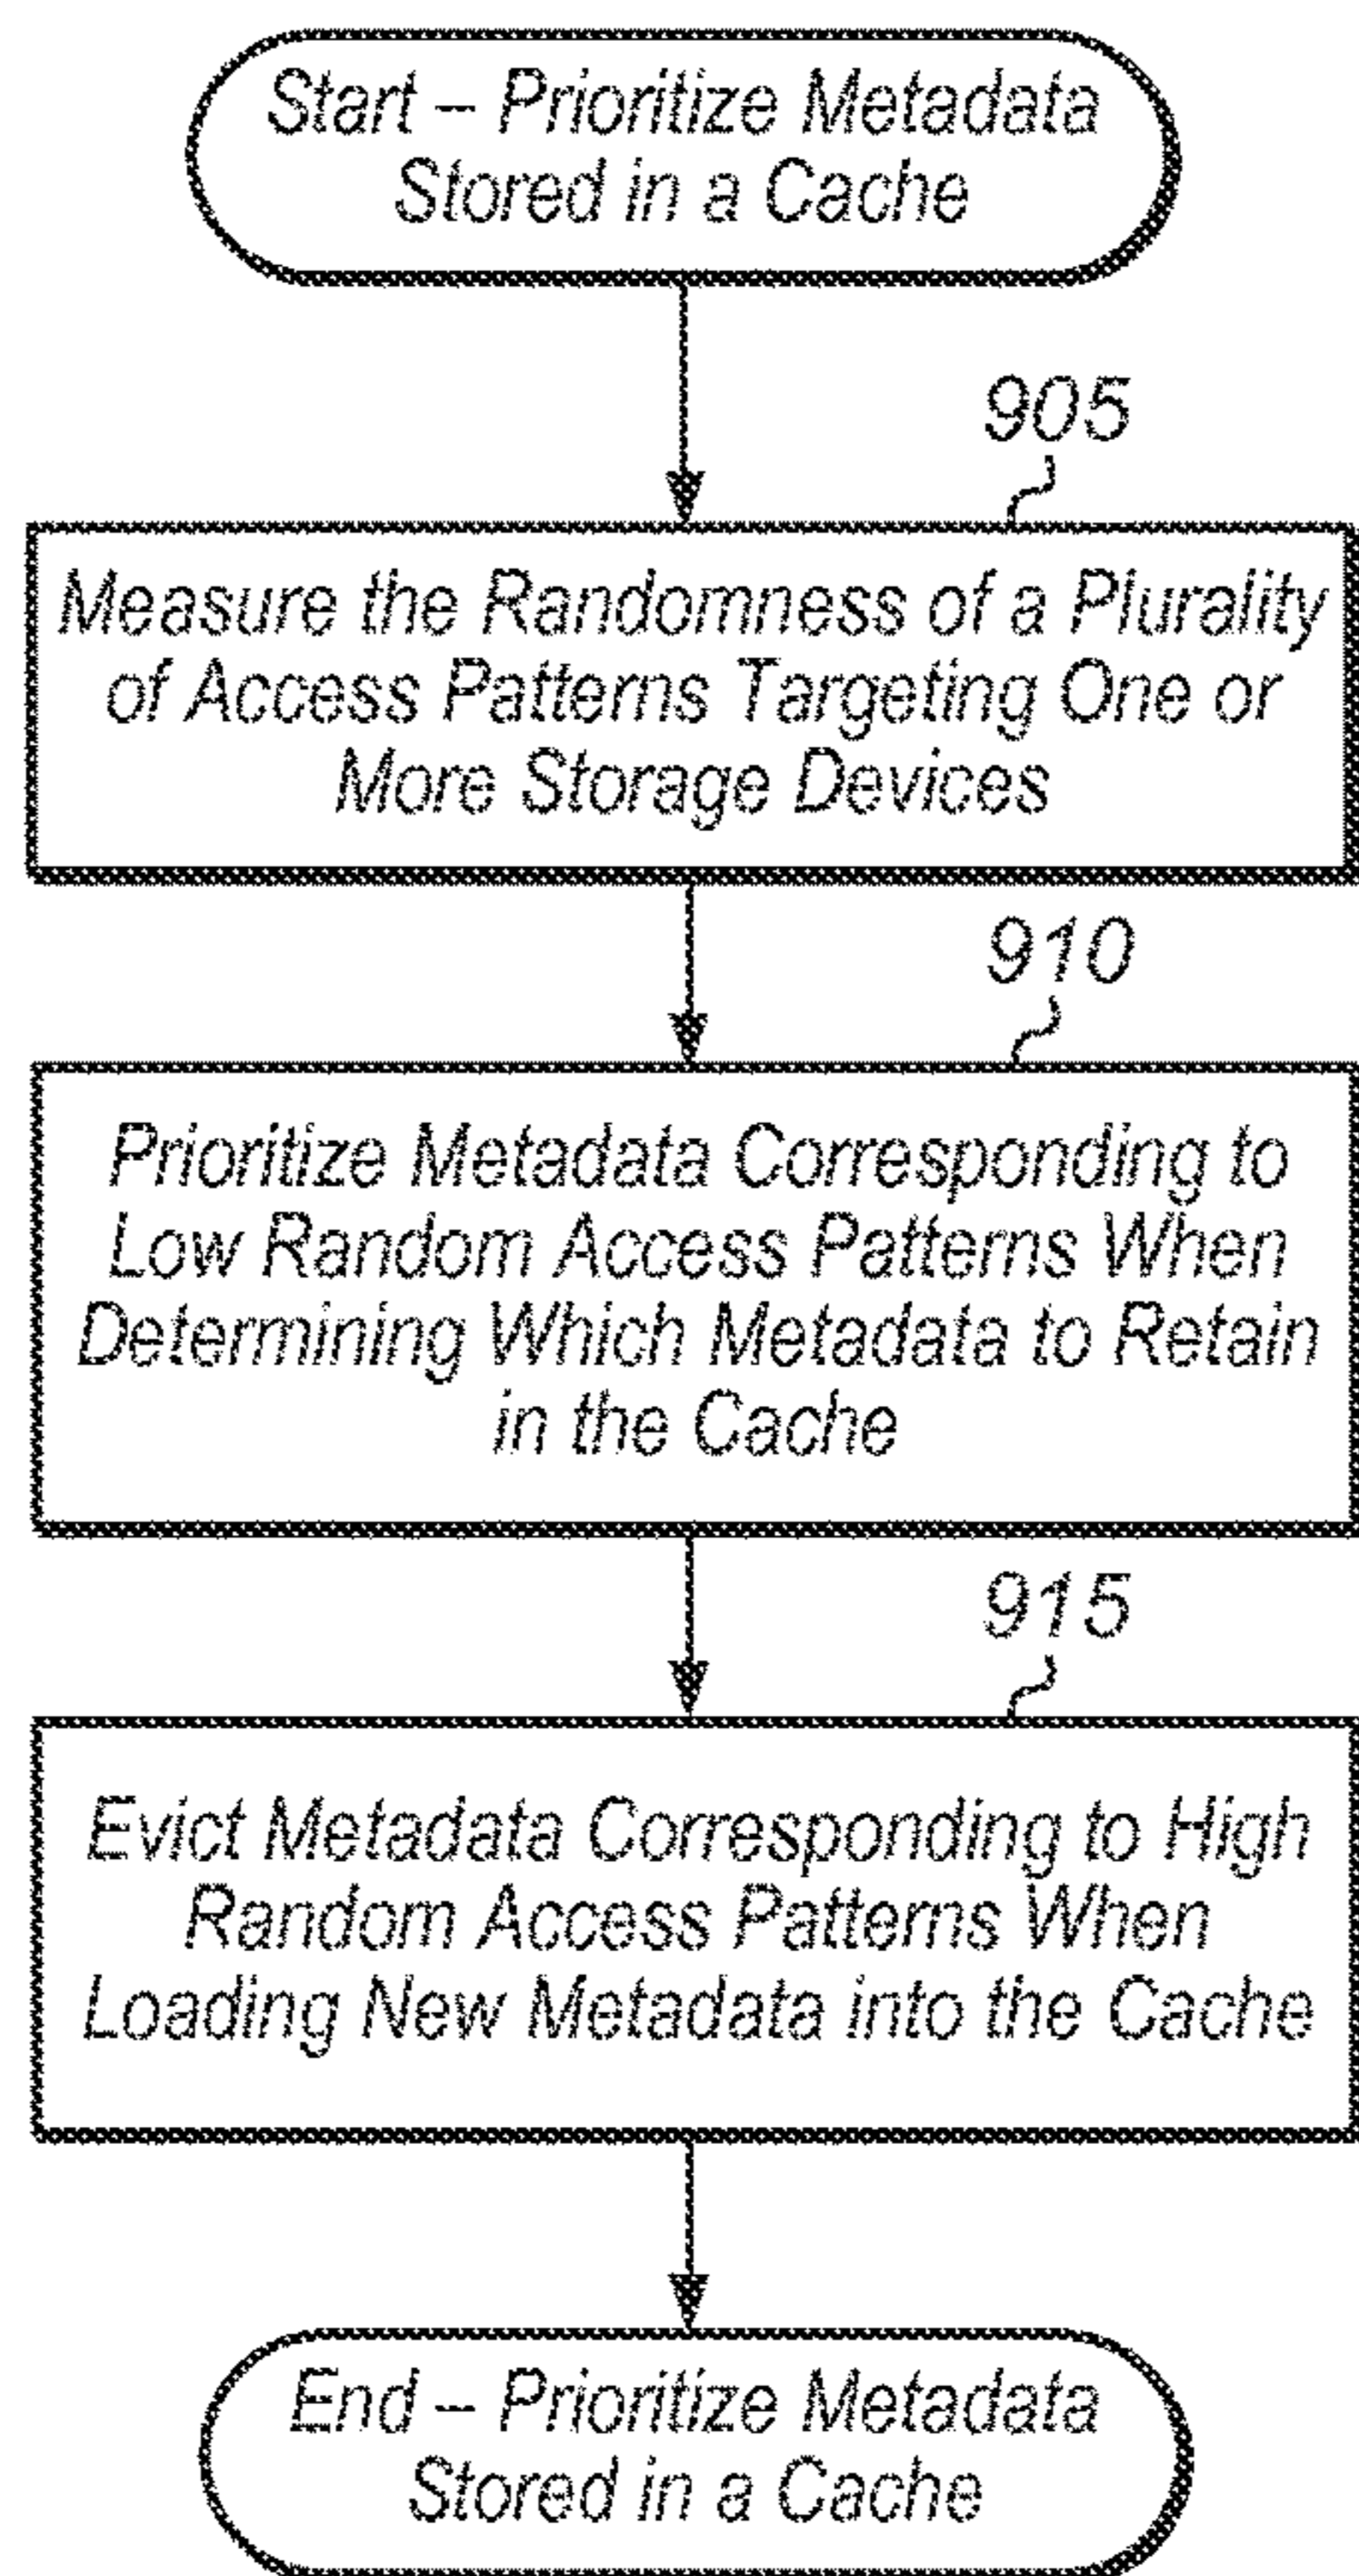 Start – Prioritize Metadata
Stored in a Cache
905
Measure the Randomness of a Plurality
of Access Patterns Targeting One or
More Storage Devices
910
Prioritize Metadata Corresponding to
Low Random Access Patterns When
Determining Which Metadata to Retain
in the Cache
915
Evict Metadata Corresponding to High
Random Access Patterns When
Loading New Metadata into the Cache
End – Prioritize Metadata
Stored in a Cache